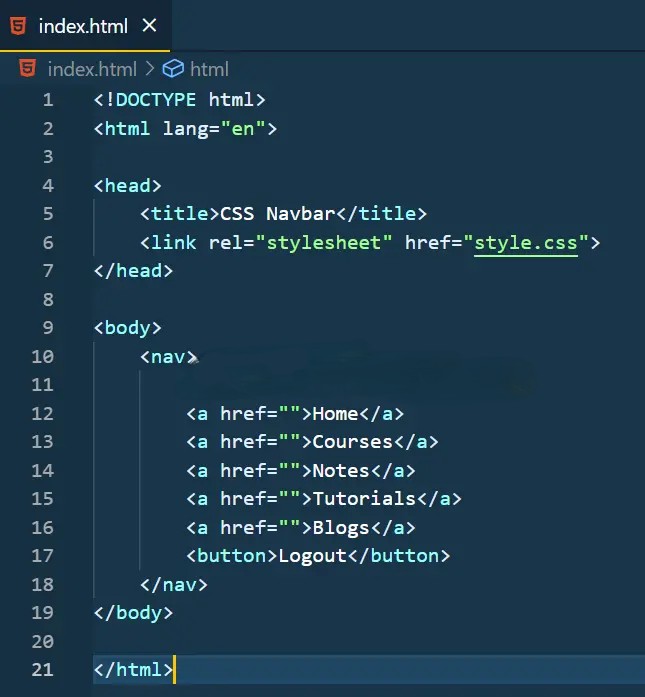 index.html ×
index.html > html
1 <!DOCTYPE html>
2 <html lang="en">
3
4 <head>
5     <title>CSS Navbar</title>
6     <link rel="stylesheet" href="style.css">
7 </head>
8
9 <body>
10     <nav>
11
12         <a href="">Home</a>
13         <a href="">Courses</a>
14         <a href="">Notes</a>
15         <a href="">Tutorials</a>
16         <a href="">Blogs</a>
17         <button>Logout</button>
18     </nav>
19 </body>
20
21 </html>